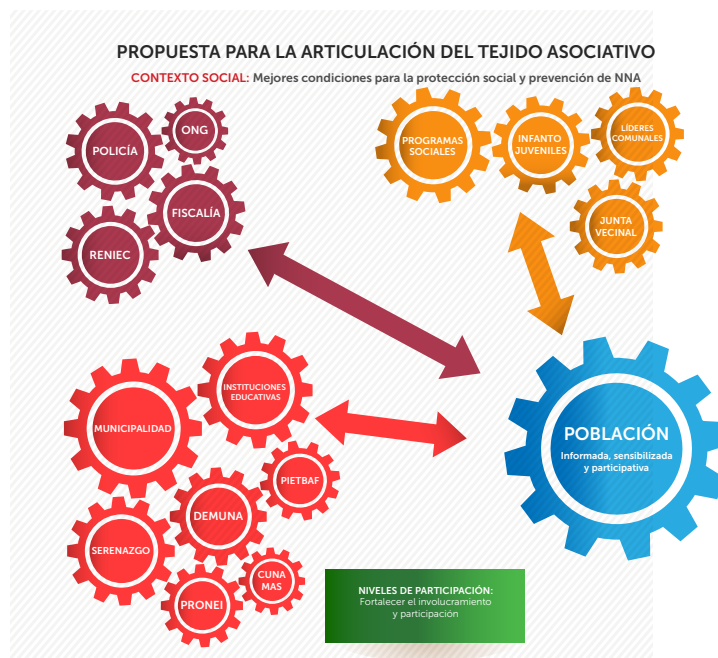 PROPUESTA PARA LA ARTICULACIÓN DEL TEJIDO ASOCIATIVO
CONTEXTO SOCIAL: Mejores condiciones para la protección social y prevención de NNA
POLICÍA
ONG
FISCALÍA
RENIEC
PROGRAMAS
SOCIALES
INFANTO
JUVENILES
LÍDERES
COMUNALES
JUNTA
VECINAL
MUNICIPALIDAD
INSTITUCIONES
EDUCATIVAS
PIETBAF
DEMUNA
SERENAZGO
CUNA
MAS
PRONEI
POBLACIÓN
Informada, sensibilizada
y participativa
NIVELES DE PARTICIPACIÓN:
Fortalecer el involucramiento
y participación